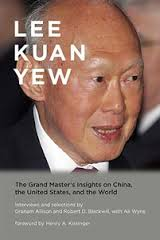 LEE
KUAN
YEW
The Grand Master's Insights on China,
the United States, and the World
Interviews and selections by
Graham Allison and Robert D. Blackwill, with Ali Wyne
foreword by Henry A. Kissinger